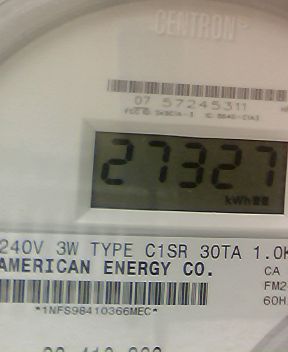 CENTRON®
07 57245311
27327
kWh
240V 3W TYPE C1SR 30TA 1.0K
AMERICAN ENERGY CO.
CA
FM2
60H
*1NFS98410366MEC*